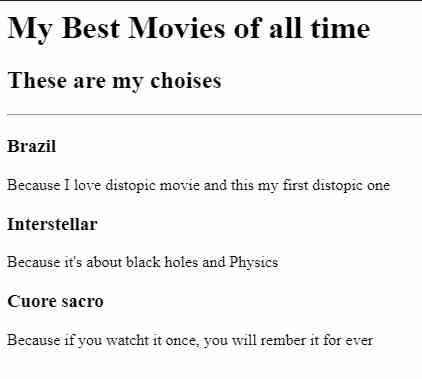 My Best Movies of all time
These are my choises
Brazil
Because I love distopic movie and this my first distopic one
Interstellar
Because it's about black holes and Physics
Cuore sacro
Because if you watcht it once, you will rember it for ever